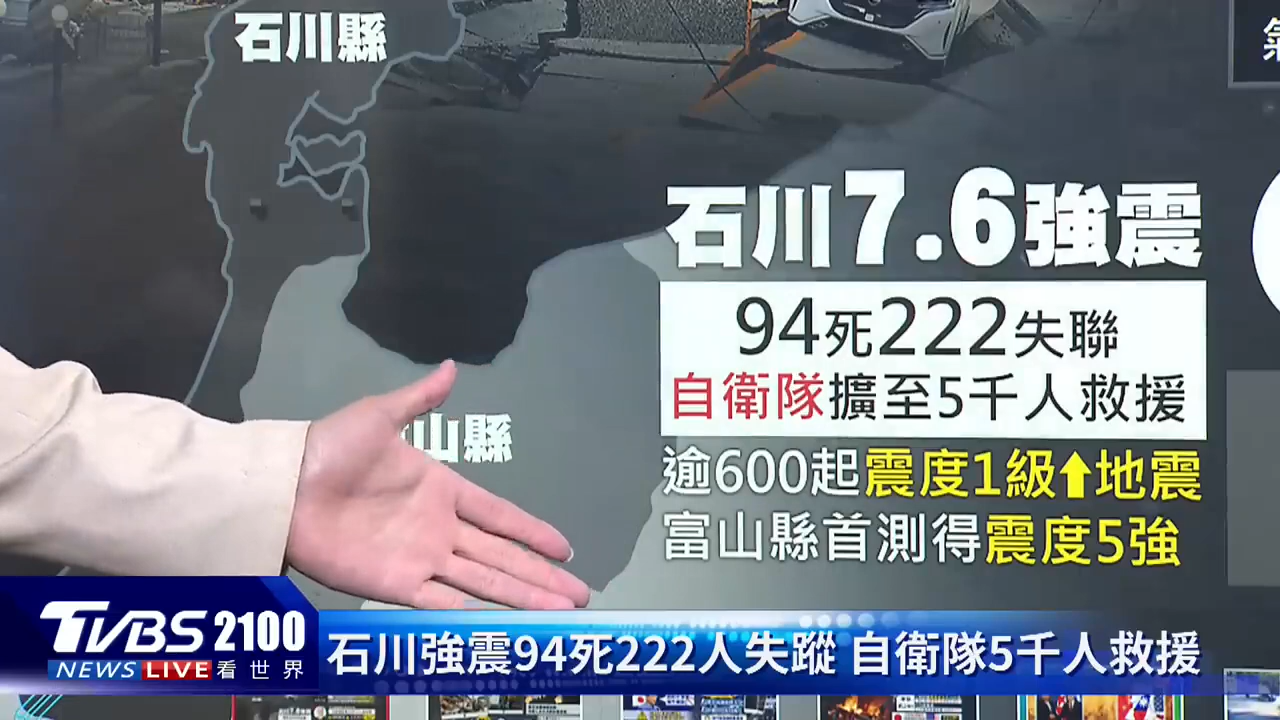 石川縣
石川7.6強震
94死222失聯
自衛隊擴至5千人救援
逾600起震度1級⬆地震
富山縣首測得震度5強
山縣
TVBS 2100
NEWS LIVE 看世界
石川強震94死222人失蹤 自衛隊5千人救援